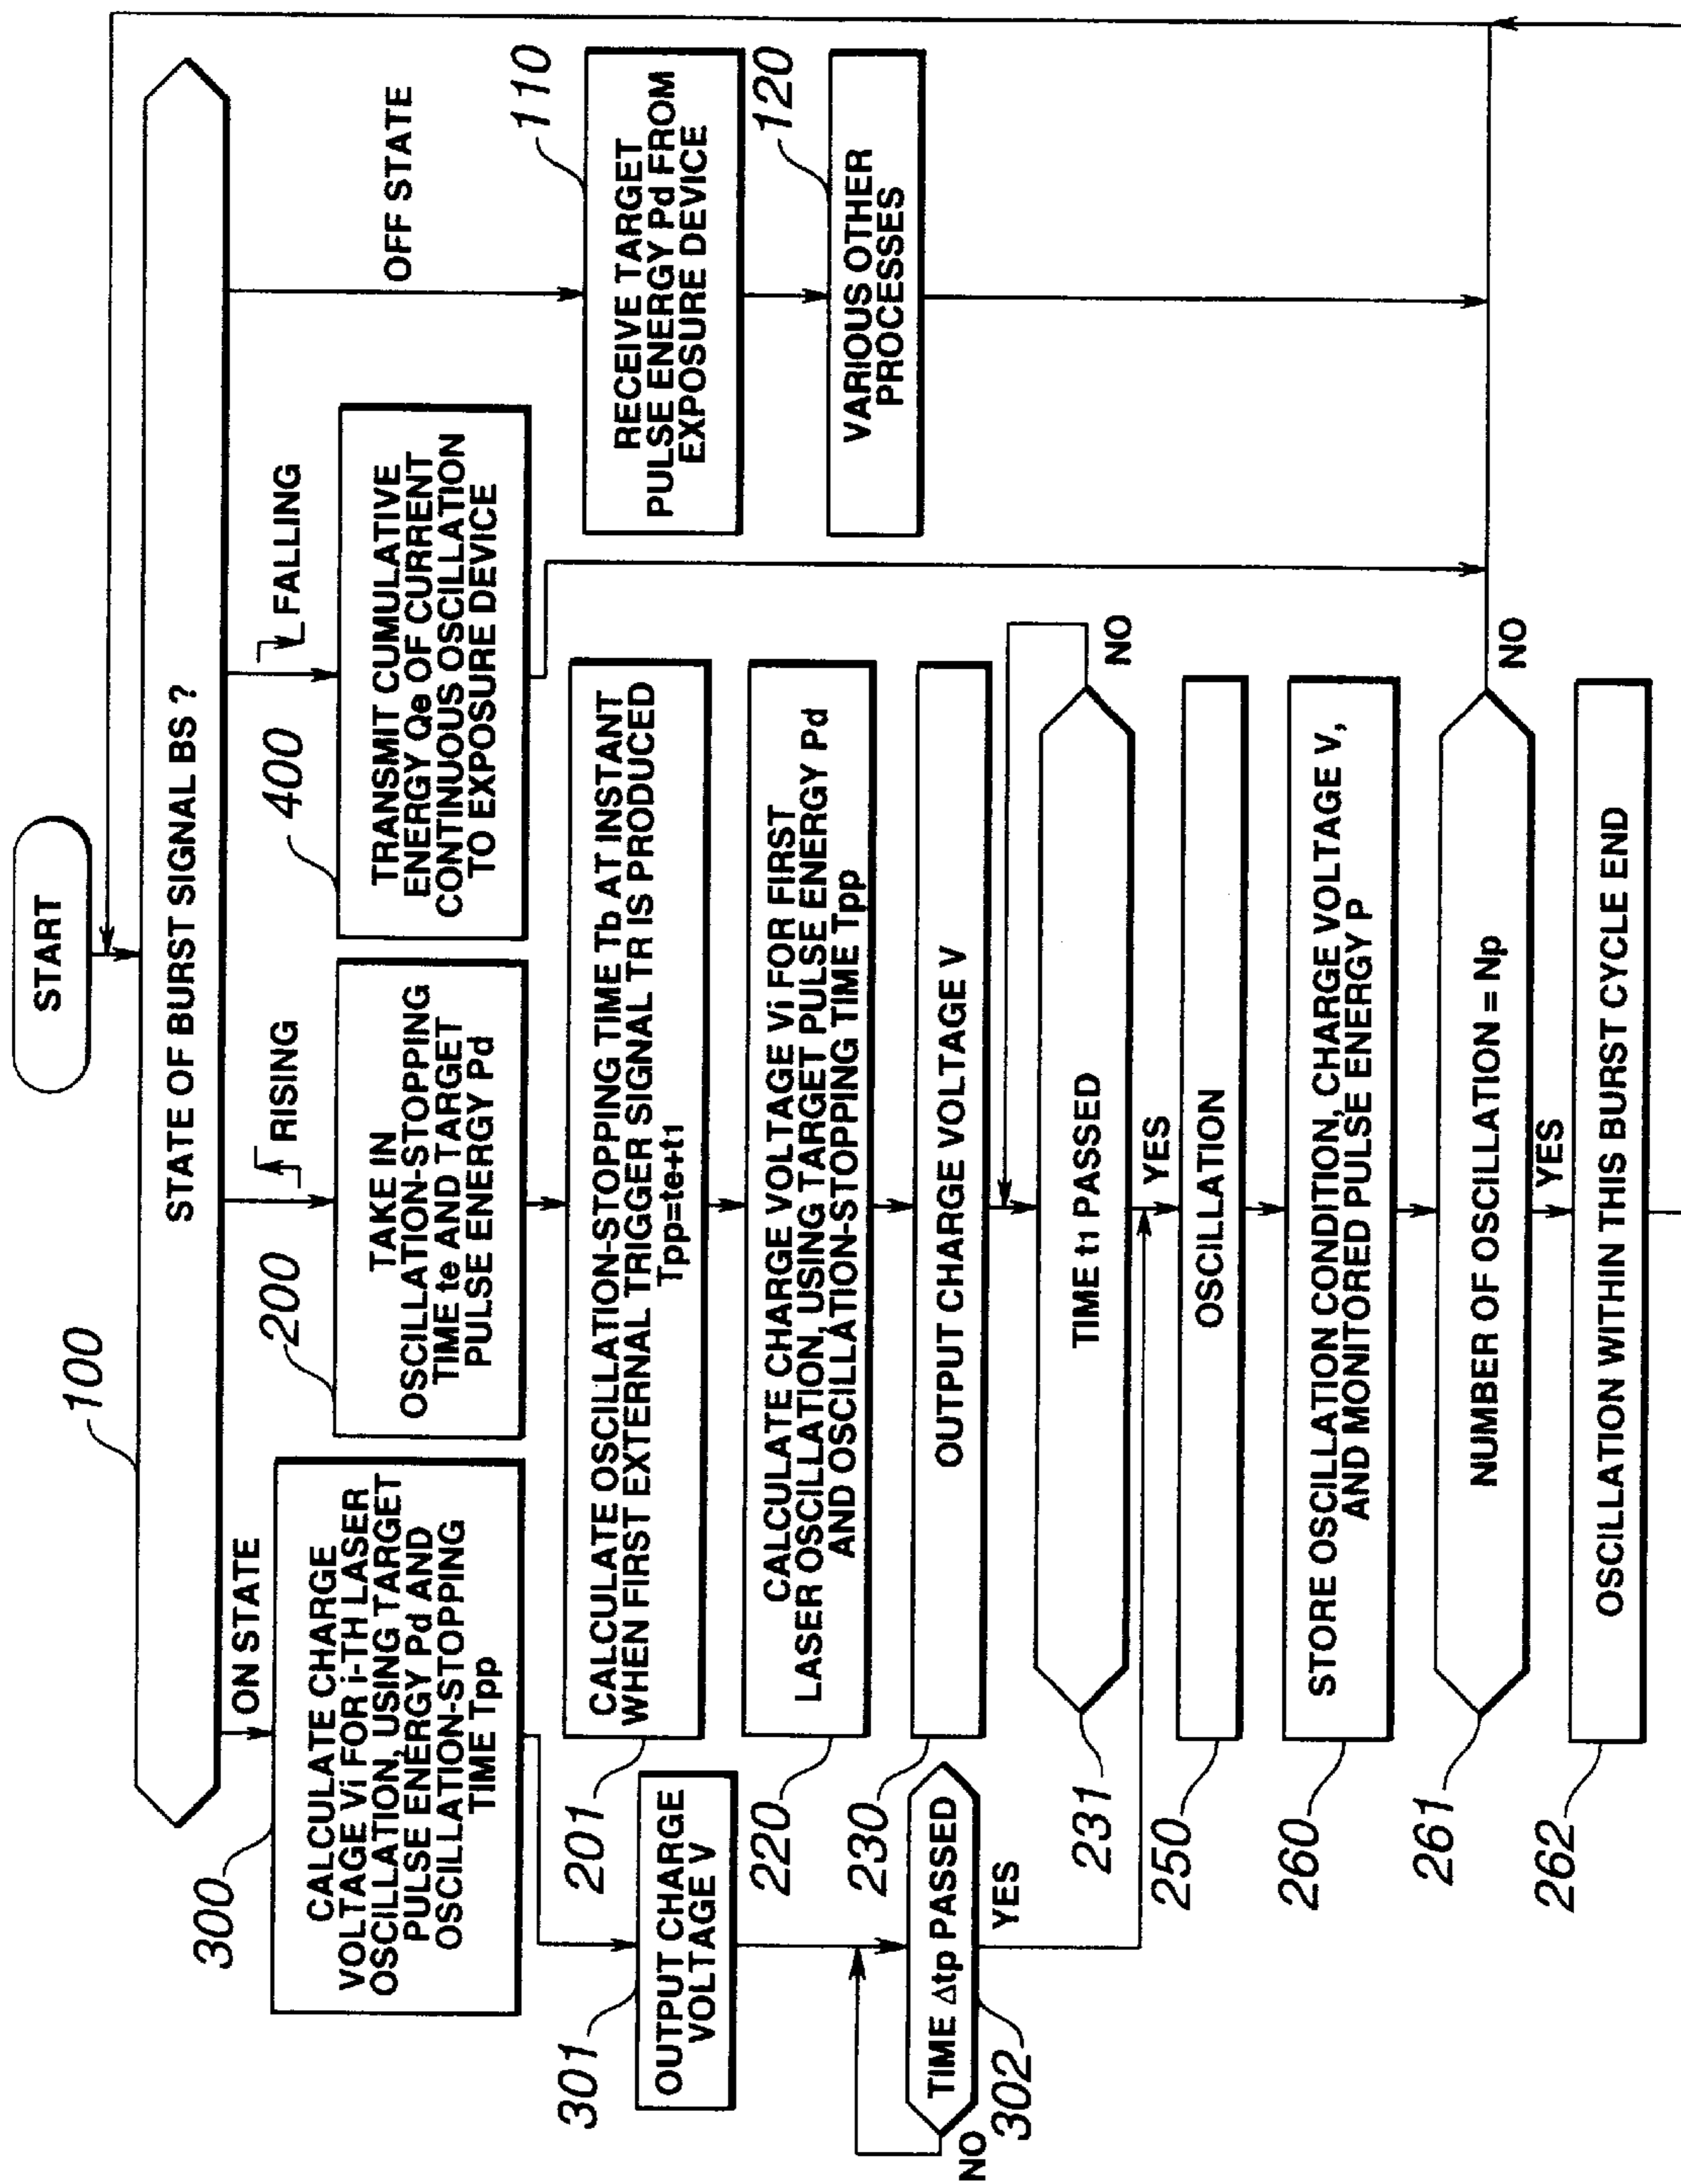 START
STATE OF BURST SIGNAL BS ?
100
ON STATE
RISING
FALLING
OFF STATE
300
CALCULATE CHARGE
VOLTAGE Vi FOR i-TH LASER
OSCILLATION, USING TARGET
PULSE ENERGY Pd AND
OSCILLATION-STOPPING
TIME Tpp
200
TAKE IN
OSCILLATION-STOPPING
TIME te AND TARGET
PULSE ENERGY Pd
400
TRANSMIT CUMULATIVE
ENERGY Qe OF CURRENT
CONTINUOUS OSCILLATION
TO EXPOSURE DEVICE
110
RECEIVE TARGET
PULSE ENERGY Pd FROM
EXPOSURE DEVICE
120
VARIOUS OTHER
PROCESSES
301
OUTPUT CHARGE
VOLTAGE V
302
TIME Δtp PASSED
NO
YES
201
CALCULATE OSCILLATION-STOPPING TIME Tb AT INSTANT
WHEN FIRST EXTERNAL TRIGGER SIGNAL TR IS PRODUCED
Tpp=te+t1
220
CALCULATE CHARGE VOLTAGE Vi FOR FIRST
LASER OSCILLATION, USING TARGET PULSE ENERGY Pd
AND OSCILLATION-STOPPING TIME Tpp
230
OUTPUT CHARGE VOLTAGE V
231
TIME t1 PASSED
NO
YES
250
OSCILLATION
260
STORE OSCILLATION CONDITION, CHARGE VOLTAGE V,
AND MONITORED PULSE ENERGY P
261
NUMBER OF OSCILLATION = Np
NO
YES
262
OSCILLATION WITHIN THIS BURST CYCLE END